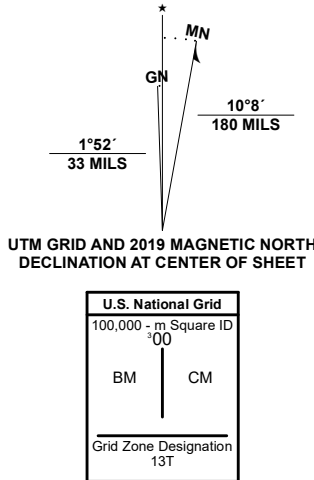 ★
MN
GN
1°52´
33 MILS
10°8´
180 MILS
UTM GRID AND 2019 MAGNETIC NORTH
DECLINATION AT CENTER OF SHEET
U.S. National Grid
100,000 - m Square ID
³00
BM CM
Grid Zone Designation
13T